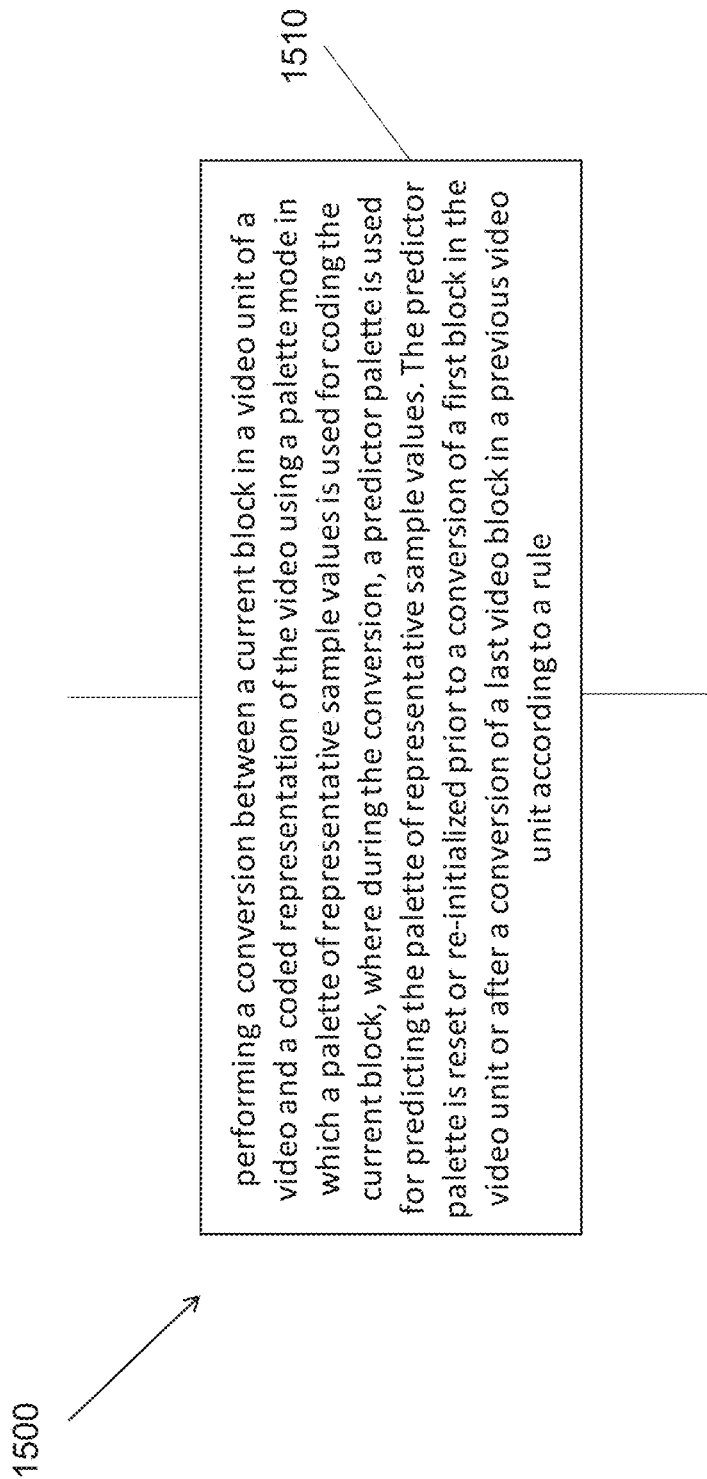 1500
1510
performing a conversion between a current block in a video unit of a
video and a coded representation of the video using a palette mode in
which a palette of representative sample values is used for coding the
current block, where during the conversion, a predictor palette is used
for predicting the palette of representative sample values. The predictor
palette is reset or re-initialized prior to a conversion of a first block in the
video unit or after a conversion of a last video block in a previous video
unit according to a rule